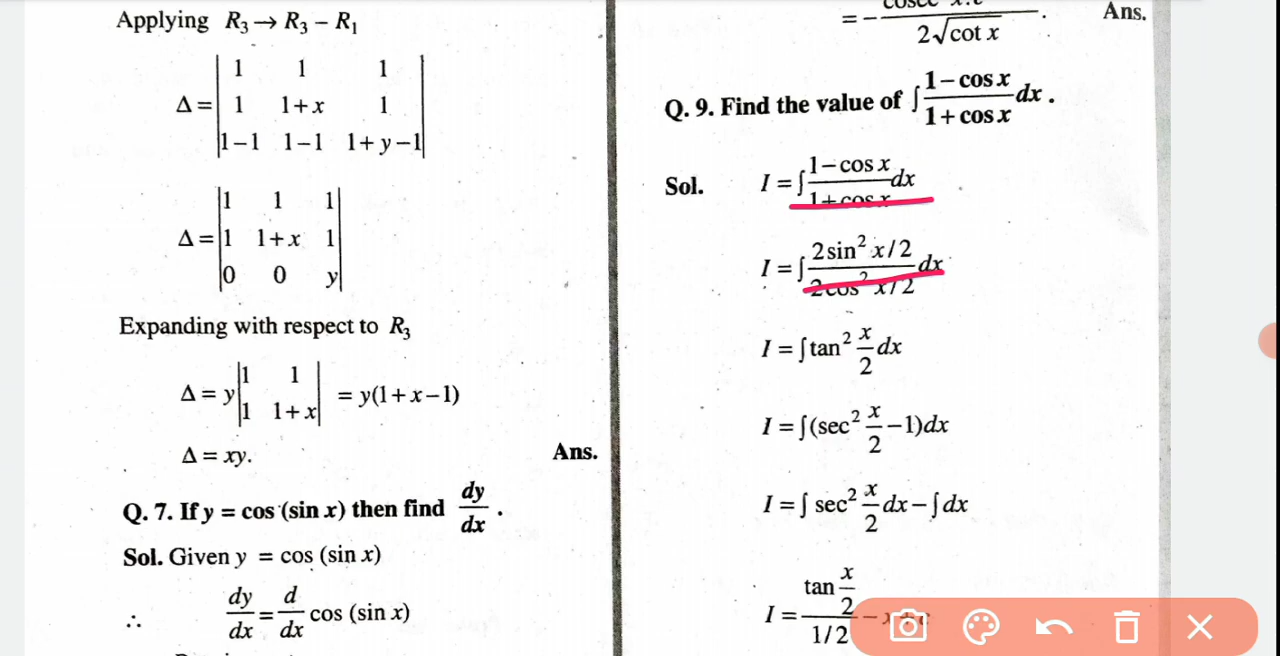 Applying R₃ → R₃ − R₁
Δ = |1 1 1|
|1 1+x 1|
|1−1 1−1 1+y−1|
Δ = |1 1 1|
|1 1+x 1|
|0 0 y|
Expanding with respect to R₃
Δ = y |1 1; 1 1+x| = y(1+x−1)
Δ = xy. Ans.
Q. 7. If y = cos (sin x) then find dy/dx .
Sol. Given y = cos (sin x)
∴ dy/dx = d/dx cos (sin x)
= − / 2√cot x . Ans.
Q. 9. Find the value of ∫ (1−cos x)/(1+cos x) dx .
Sol. I = ∫ (1−cos x)/(1+cos x) dx
I = ∫ (2 sin² x/2)/(2cos² x/2) dx
I = ∫ tan² x/2 dx
I = ∫(sec² x/2 −1)dx
I = ∫ sec² x/2 dx − ∫ dx
I = (tan x/2)/(1/2)